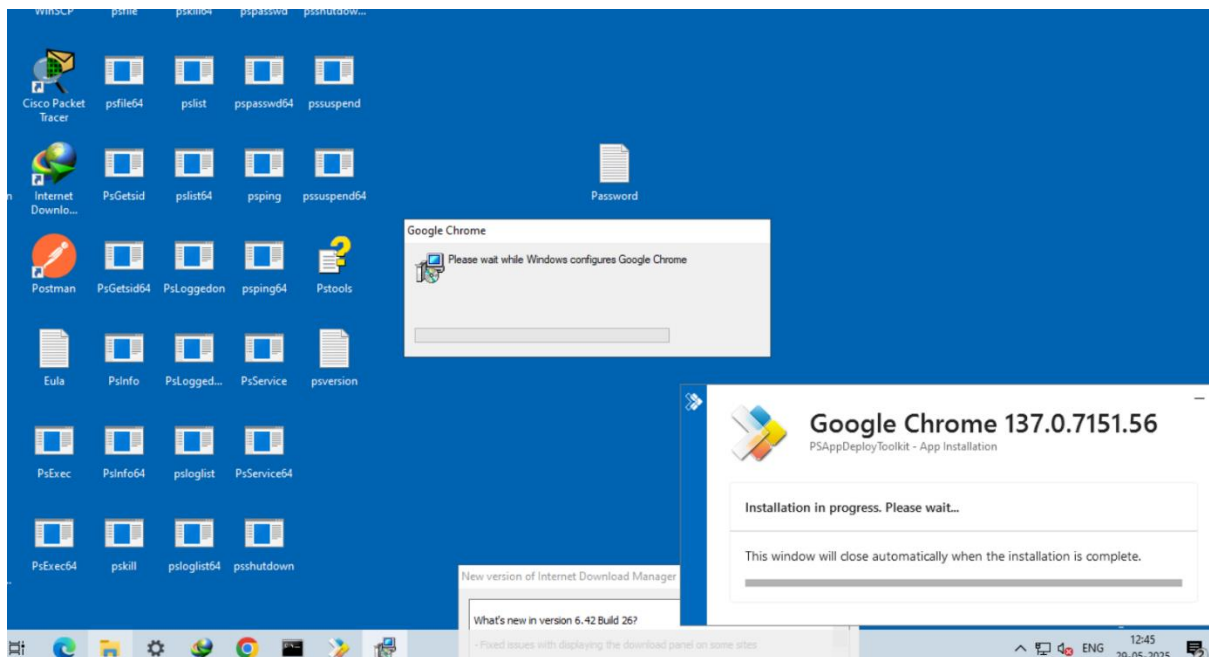 WinSCP psfile pskill64 pspasswd psshutdow...
Cisco Packet Tracer
psfile64
pslist
pspasswd64
pssuspend
Internet Downlo...
PsGetsid
pslist64
psping
pssuspend64
Postman
PsGetsid64
PsLoggedon
psping64
Pstools
Eula
PsInfo
PsLogged...
PsService
psversion
PsExec
PsInfo64
psloglist
PsService64
PsExec64
pskill
psloglist64
psshutdown
Password
Google Chrome
Please wait while Windows configures Google Chrome
Google Chrome 137.0.7151.56
PSAppDeployToolkit - App Installation
Installation in progress. Please wait...
This window will close automatically when the installation is complete.
New version of Internet Download Manager
What's new in version 6.42 Build 26?
- Fixed issues with displaying the download panel on some sites
ENG
12:45
29-05-2025
2